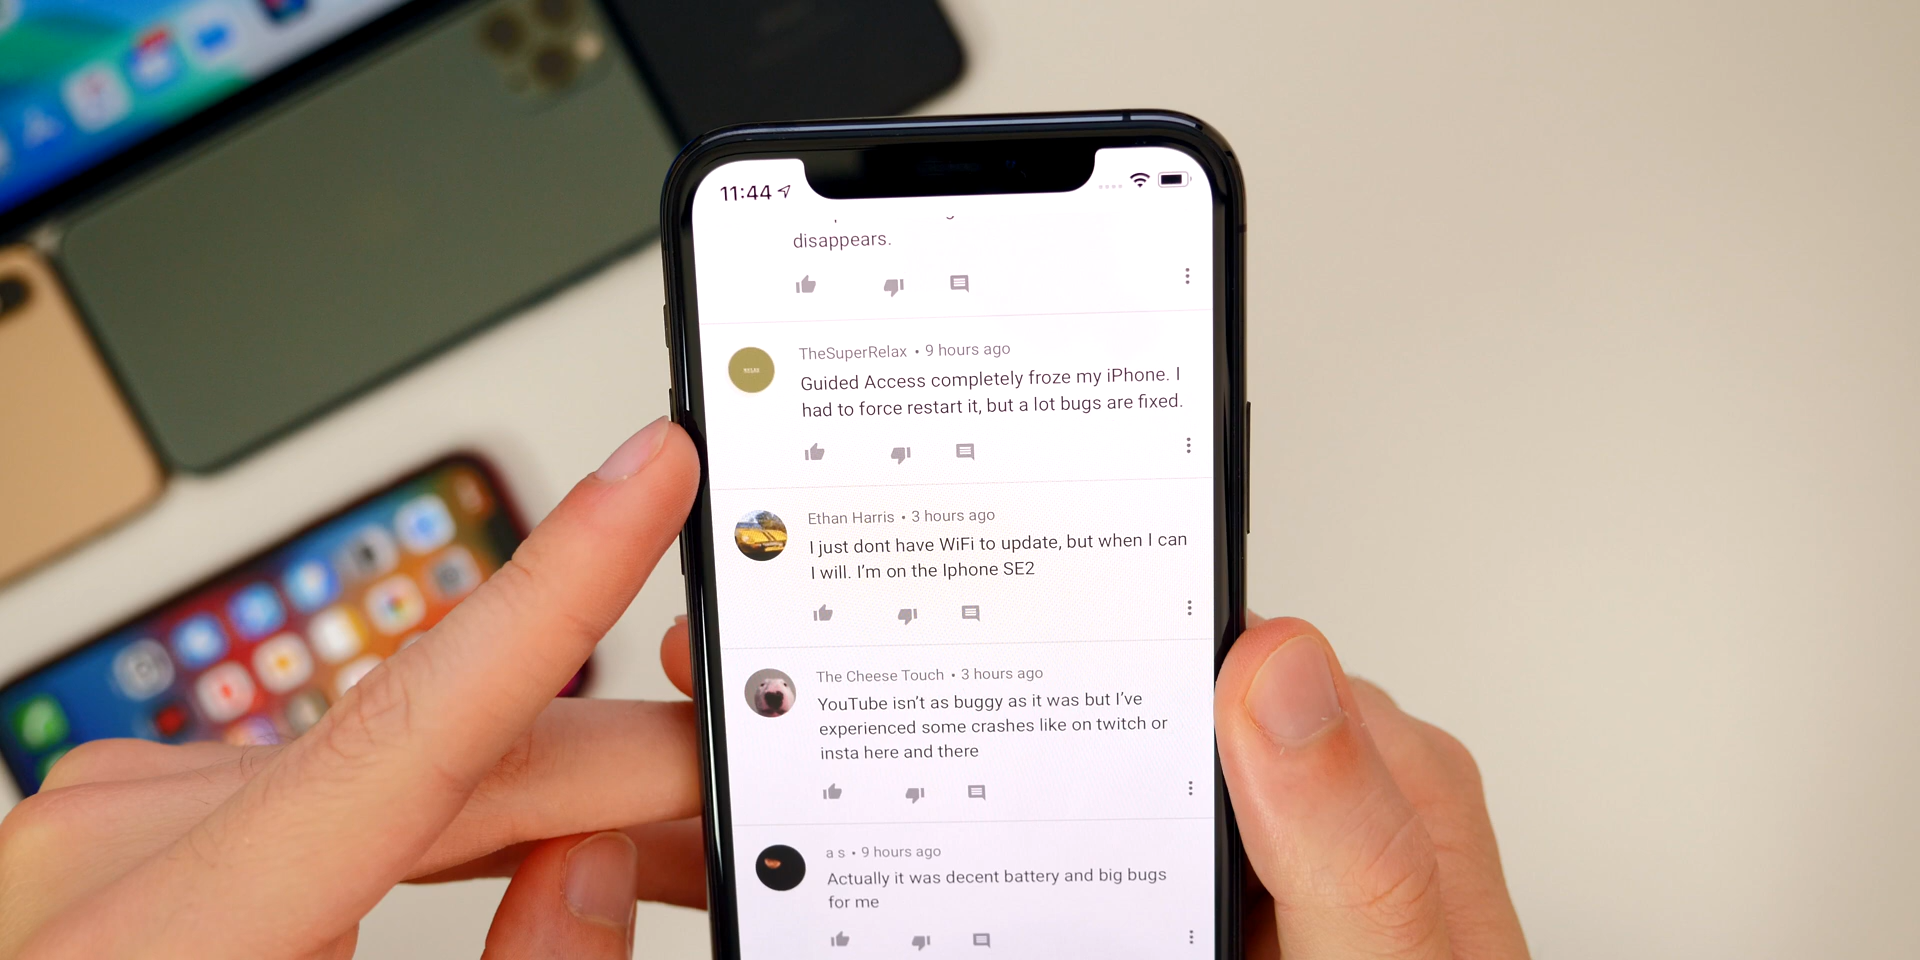 11:44
disappears.
TheSuperRelax • 9 hours ago
Guided Access completely froze my iPhone. I
had to force restart it, but a lot bugs are fixed.
Ethan Harris • 3 hours ago
I just dont have WiFi to update, but when I can
I will. I'm on the Iphone SE2
The Cheese Touch • 3 hours ago
YouTube isn't as buggy as it was but I've
experienced some crashes like on twitch or
insta here and there
a s • 9 hours ago
Actually it was decent battery and big bugs
for me